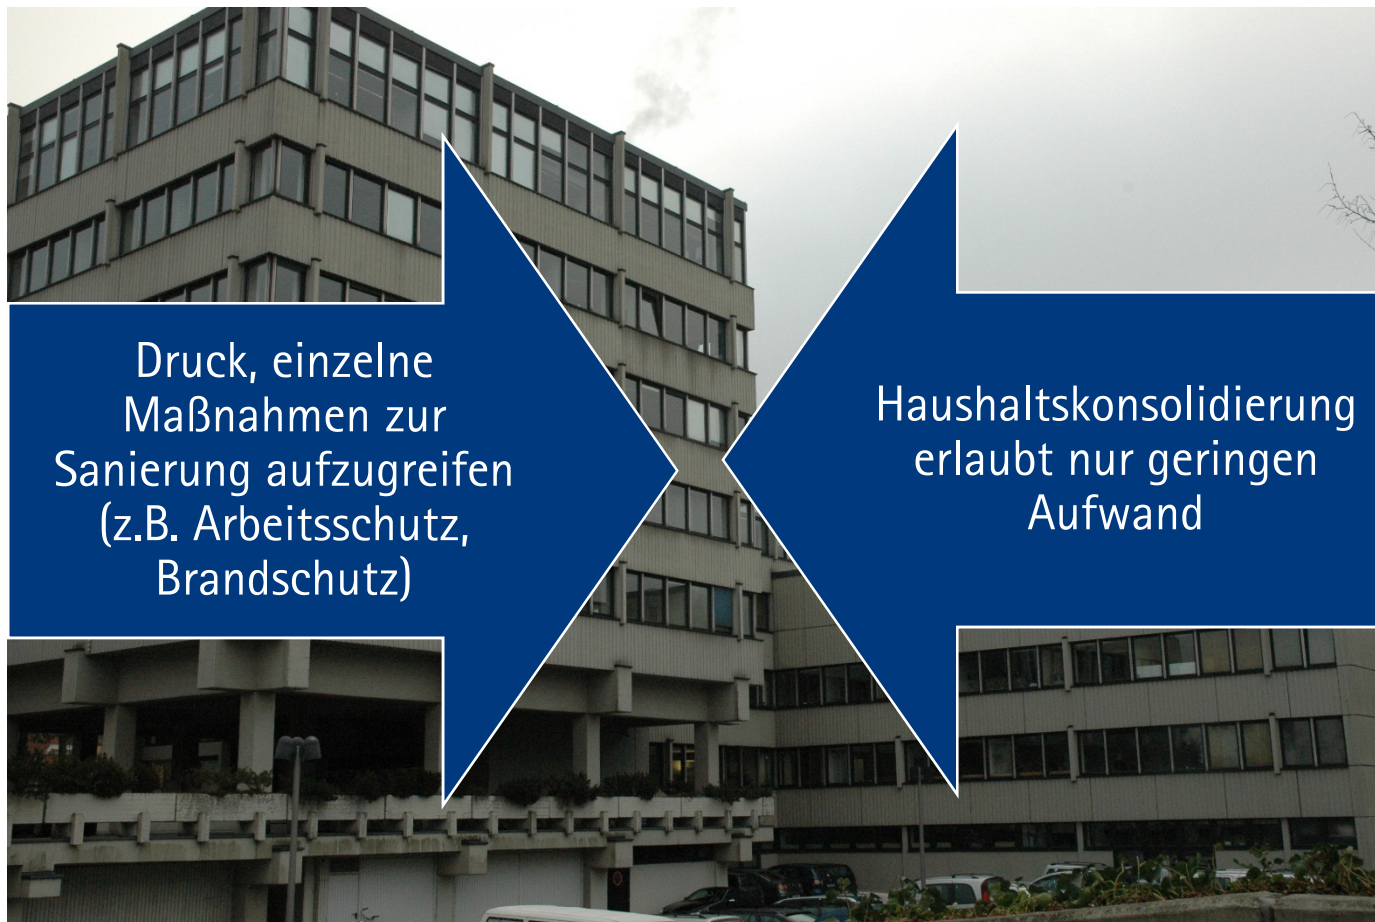 Druck, einzelne
Maßnahmen zur
Sanierung aufzugreifen
(z.B. Arbeitsschutz,
Brandschutz)
Haushaltskonsolidierung
erlaubt nur geringen
Aufwand